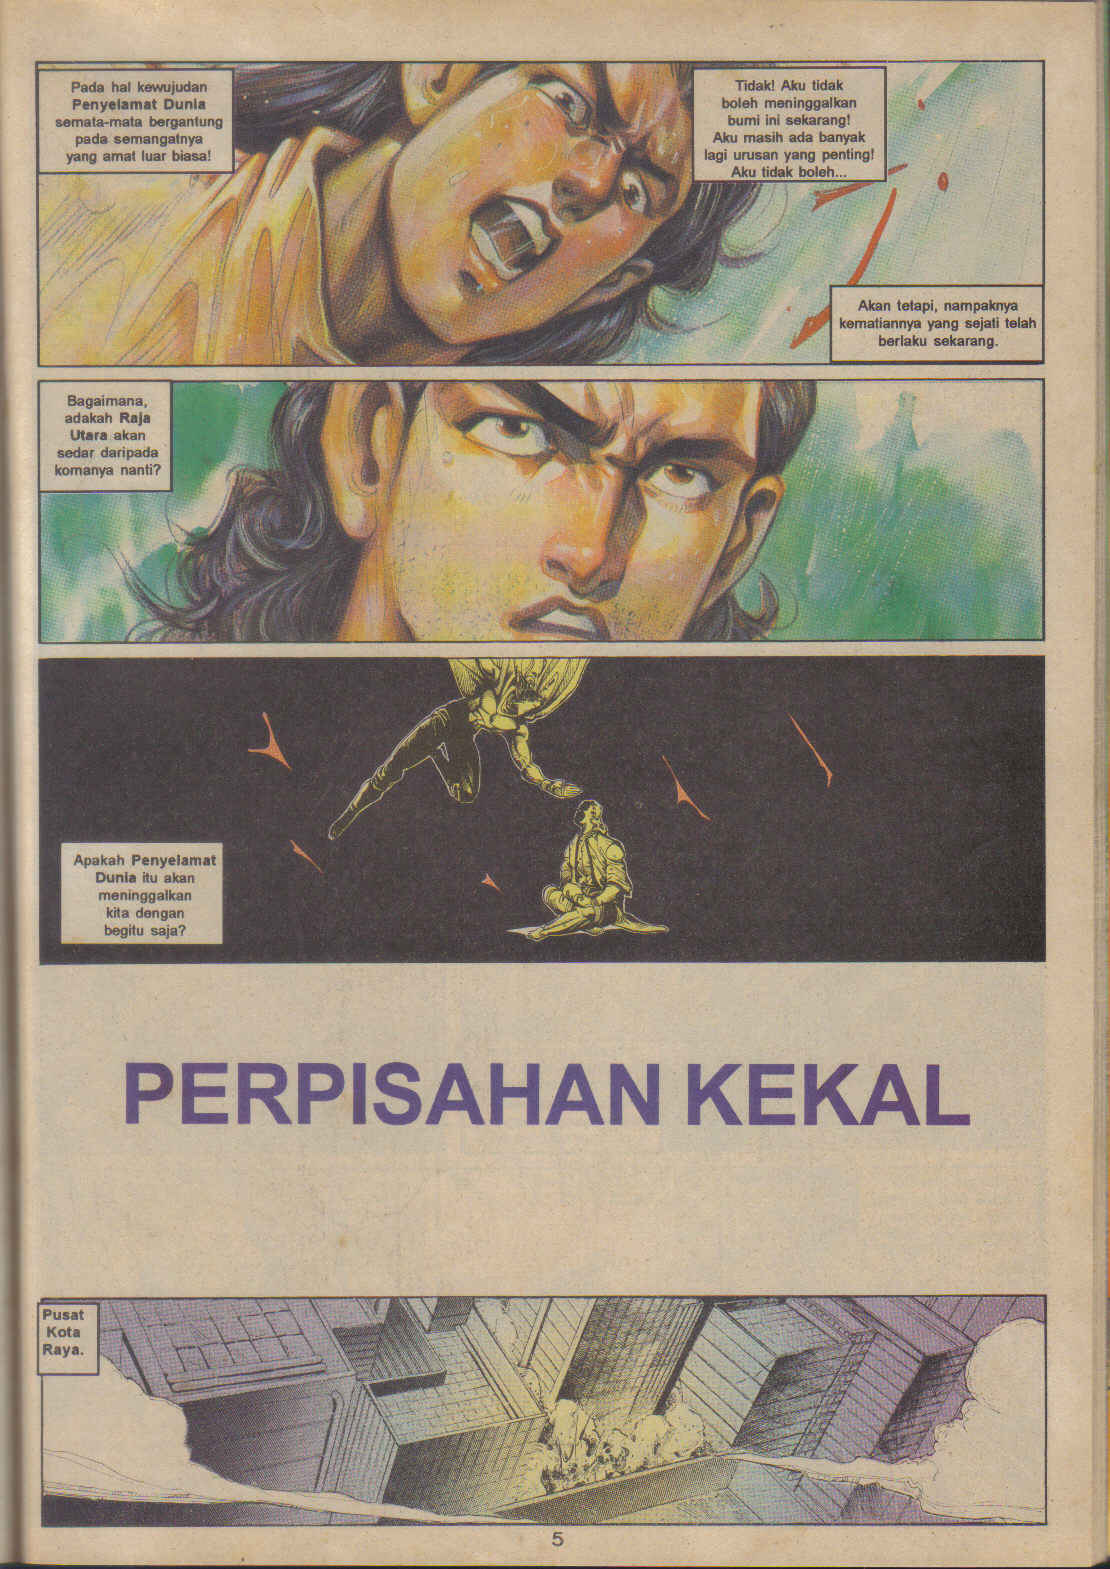 Pada hal kewujudan
Penyelamat Dunia
semata-mata bergantung
pada semangatnya
yang amat luar biasa!
Tidak! Aku tidak
boleh meninggalkan
bumi ini sekarang!
Aku masih ada banyak
lagi urusan yang penting!
Aku tidak boleh...
Akan tetapi, nampaknya
kematiannya yang sejati telah
berlaku sekarang.
Bagaimana,
adakah Raja
Utara akan
sedar daripada
komanya nanti?
Apakah Penyelamat
Dunia itu akan
meninggalkan
kita dengan
begitu saja?
PERPISAHAN KEKAL
Pusat
Kota
Raya.
5